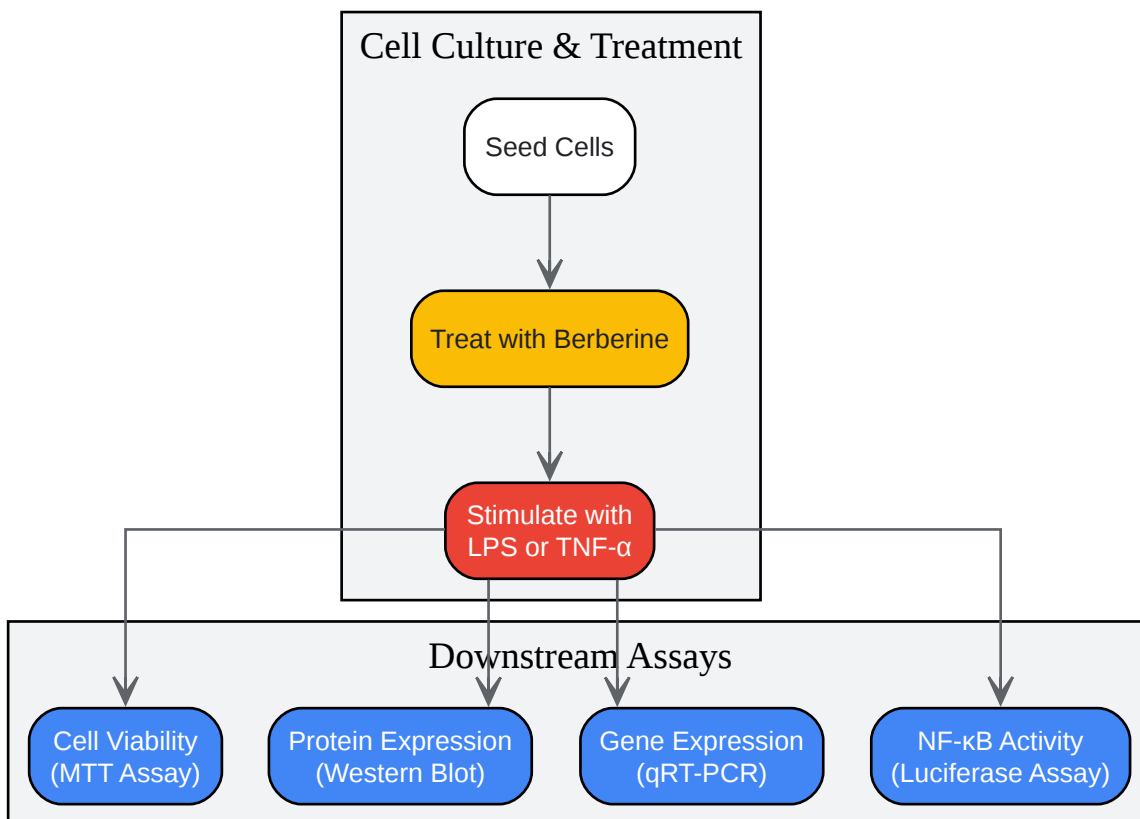 Cell Culture & Treatment
Seed Cells
Treat with Berberine
Stimulate with
LPS or TNF-α
Downstream Assays
Cell Viability
(MTT Assay)
Protein Expression
(Western Blot)
Gene Expression
(qRT-PCR)
NF-κB Activity
(Luciferase Assay)